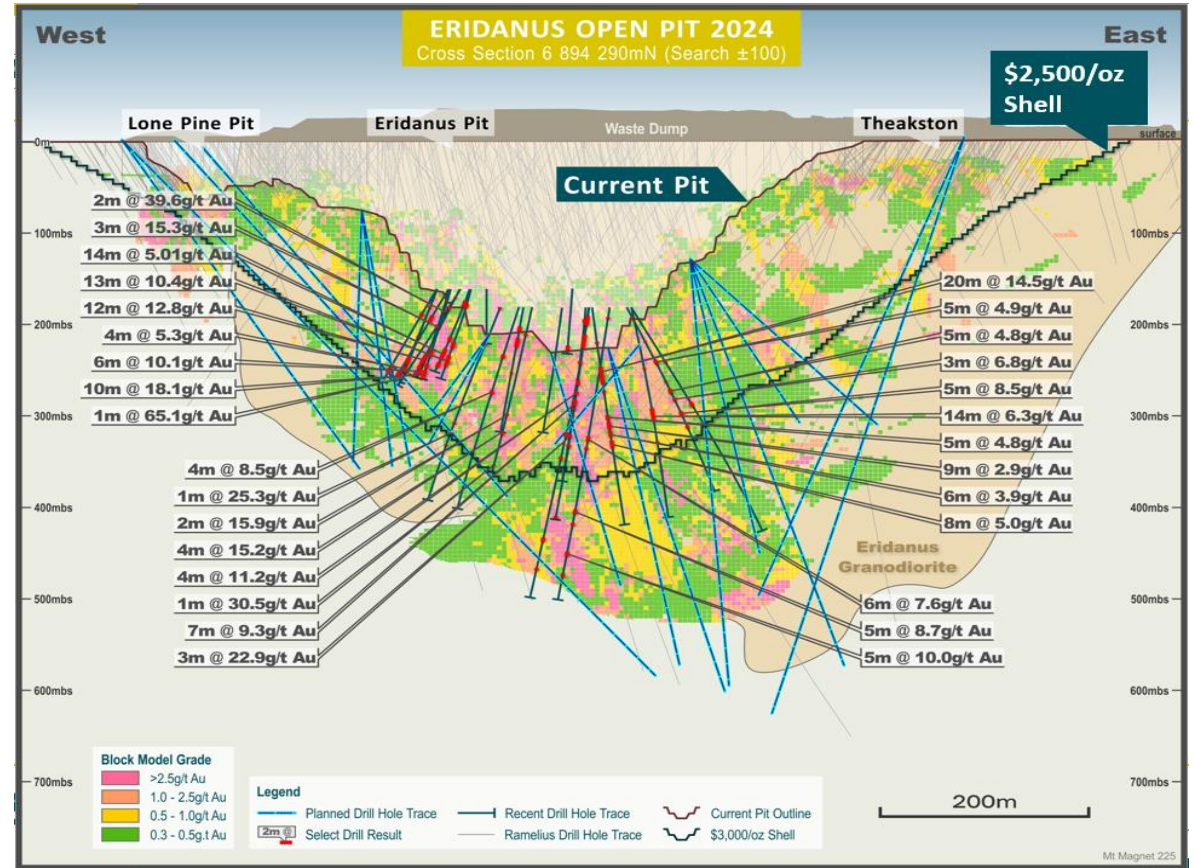 ERIDANUS OPEN PIT 2024
Cross Section 6 894 290mN (Search ±100)
West
East
$2,500/oz
Shell
Lone Pine Pit
Eridanus Pit
Waste Dump
Theakston
surface
0m
Current Pit
2m @ 39.6g/t Au
3m @ 15.3g/t Au
14m @ 5.01g/t Au
13m @ 10.4g/t Au
12m @ 12.8g/t Au
4m @ 5.3g/t Au
6m @ 10.1g/t Au
10m @ 18.1g/t Au
1m @ 65.1g/t Au
100mbs
200mbs
300mbs
400mbs
500mbs
600mbs
700mbs
4m @ 8.5g/t Au
1m @ 25.3g/t Au
2m @ 15.9g/t Au
4m @ 15.2g/t Au
4m @ 11.2g/t Au
1m @ 30.5g/t Au
7m @ 9.3g/t Au
3m @ 22.9g/t Au
20m @ 14.5g/t Au
5m @ 4.9g/t Au
5m @ 4.8g/t Au
3m @ 6.8g/t Au
5m @ 8.5g/t Au
14m @ 6.3g/t Au
5m @ 4.8g/t Au
9m @ 2.9g/t Au
6m @ 3.9g/t Au
8m @ 5.0g/t Au
100mbs
200mbs
300mbs
400mbs
500mbs
600mbs
700mbs
Eridanus
Granodiorite
6m @ 7.6g/t Au
5m @ 8.7g/t Au
5m @ 10.0g/t Au
Block Model Grade
>2.5g/t Au
1.0 - 2.5g/t Au
0.5 - 1.0g/t Au
0.3 - 0.5g.t Au
Legend
Planned Drill Hole Trace
Recent Drill Hole Trace
Current Pit Outline
2m @
Select Drill Result
Ramelius Drill Hole Trace
$3,000/oz Shell
200m
Mt Magnet 225